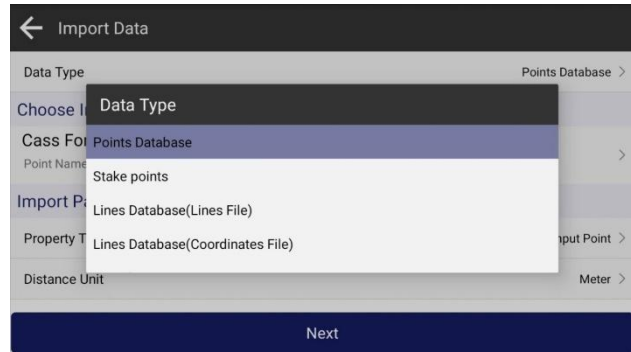 Import Data
Data Type Points Database
Choose I
Data Type
Cass For
Points Database
Point Name
Stake points
Import Pa
Lines Database(Lines File)
Property T
Lines Database(Coordinates File)
nput Point
Distance Unit Meter
Next